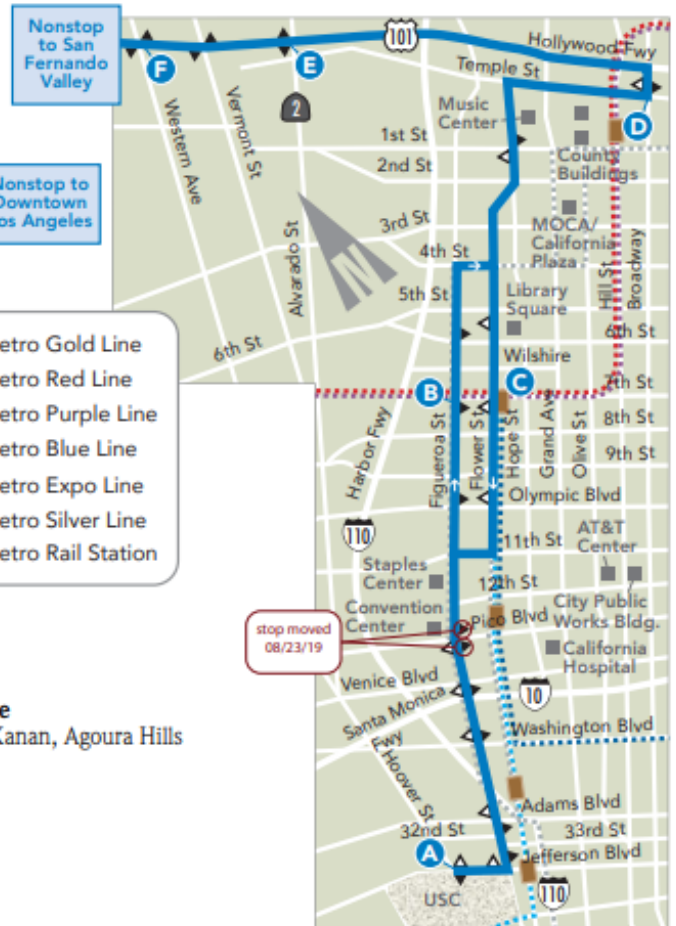 Nonstop
to San
Fernando
Valley
101
Hollywood Fwy
F
E
Temple St
D
2
Music
Center
Western Ave
Vermont St
1st St
2nd St
County
Buildings
Nonstop to
Downtown
Los Angeles
3rd St
MOCA/
California
Plaza
N
Alvarado St
4th St
5th St
Library
Square
Hill St
Broadway
6th St
6th St
Wilshire
7th St
B
C
etro Gold Line
etro Red Line
etro Purple Line
etro Blue Line
etro Expo Line
etro Silver Line
etro Rail Station
Harbor Fwy
Figueroa St
Flower St
Hope St
Grand Ave
Olive St
8th St
9th St
Olympic Blvd
110
11th St
AT&T
Center
Staples
Center
12th St
Convention
Center
Pico Blvd
City Public
Works Bldg.
stop moved
08/23/19
California
Hospital
Venice Blvd
10
Santa Monica
Fwy
Washington Blvd
e
Kanan, Agoura Hills
Hoover St
Adams Blvd
32nd St
33rd St
A
Jefferson Blvd
USC
110